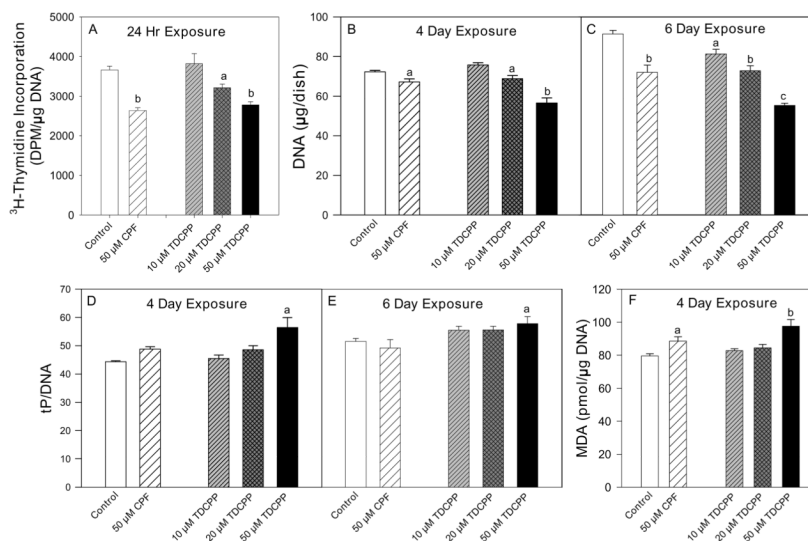 A 24 Hr Exposure
³H-Thymidine Incorporation
(DPM/µg DNA)
5000
4000
3000
2000
1000
0
b
a
b
Control
50 µM CPF
10 µM TDCPP
20 µM TDCPP
50 µM TDCPP
B 4 Day Exposure
DNA (µg/dish)
100
80
60
40
20
0
a
a
b
Control
50 µM CPF
10 µM TDCPP
20 µM TDCPP
50 µM TDCPP
C 6 Day Exposure
b
a
b
c
Control
50 µM CPF
10 µM TDCPP
20 µM TDCPP
50 µM TDCPP
D 4 Day Exposure
tP/DNA
70
60
50
40
30
20
10
0
a
Control
50 µM CPF
10 µM TDCPP
20 µM TDCPP
50 µM TDCPP
E 6 Day Exposure
a
Control
50 µM CPF
10 µM TDCPP
20 µM TDCPP
50 µM TDCPP
F 4 Day Exposure
MDA (pmol/µg DNA)
120
100
80
60
40
20
0
a
b
Control
50 µM CPF
10 µM TDCPP
20 µM TDCPP
50 µM TDCPP